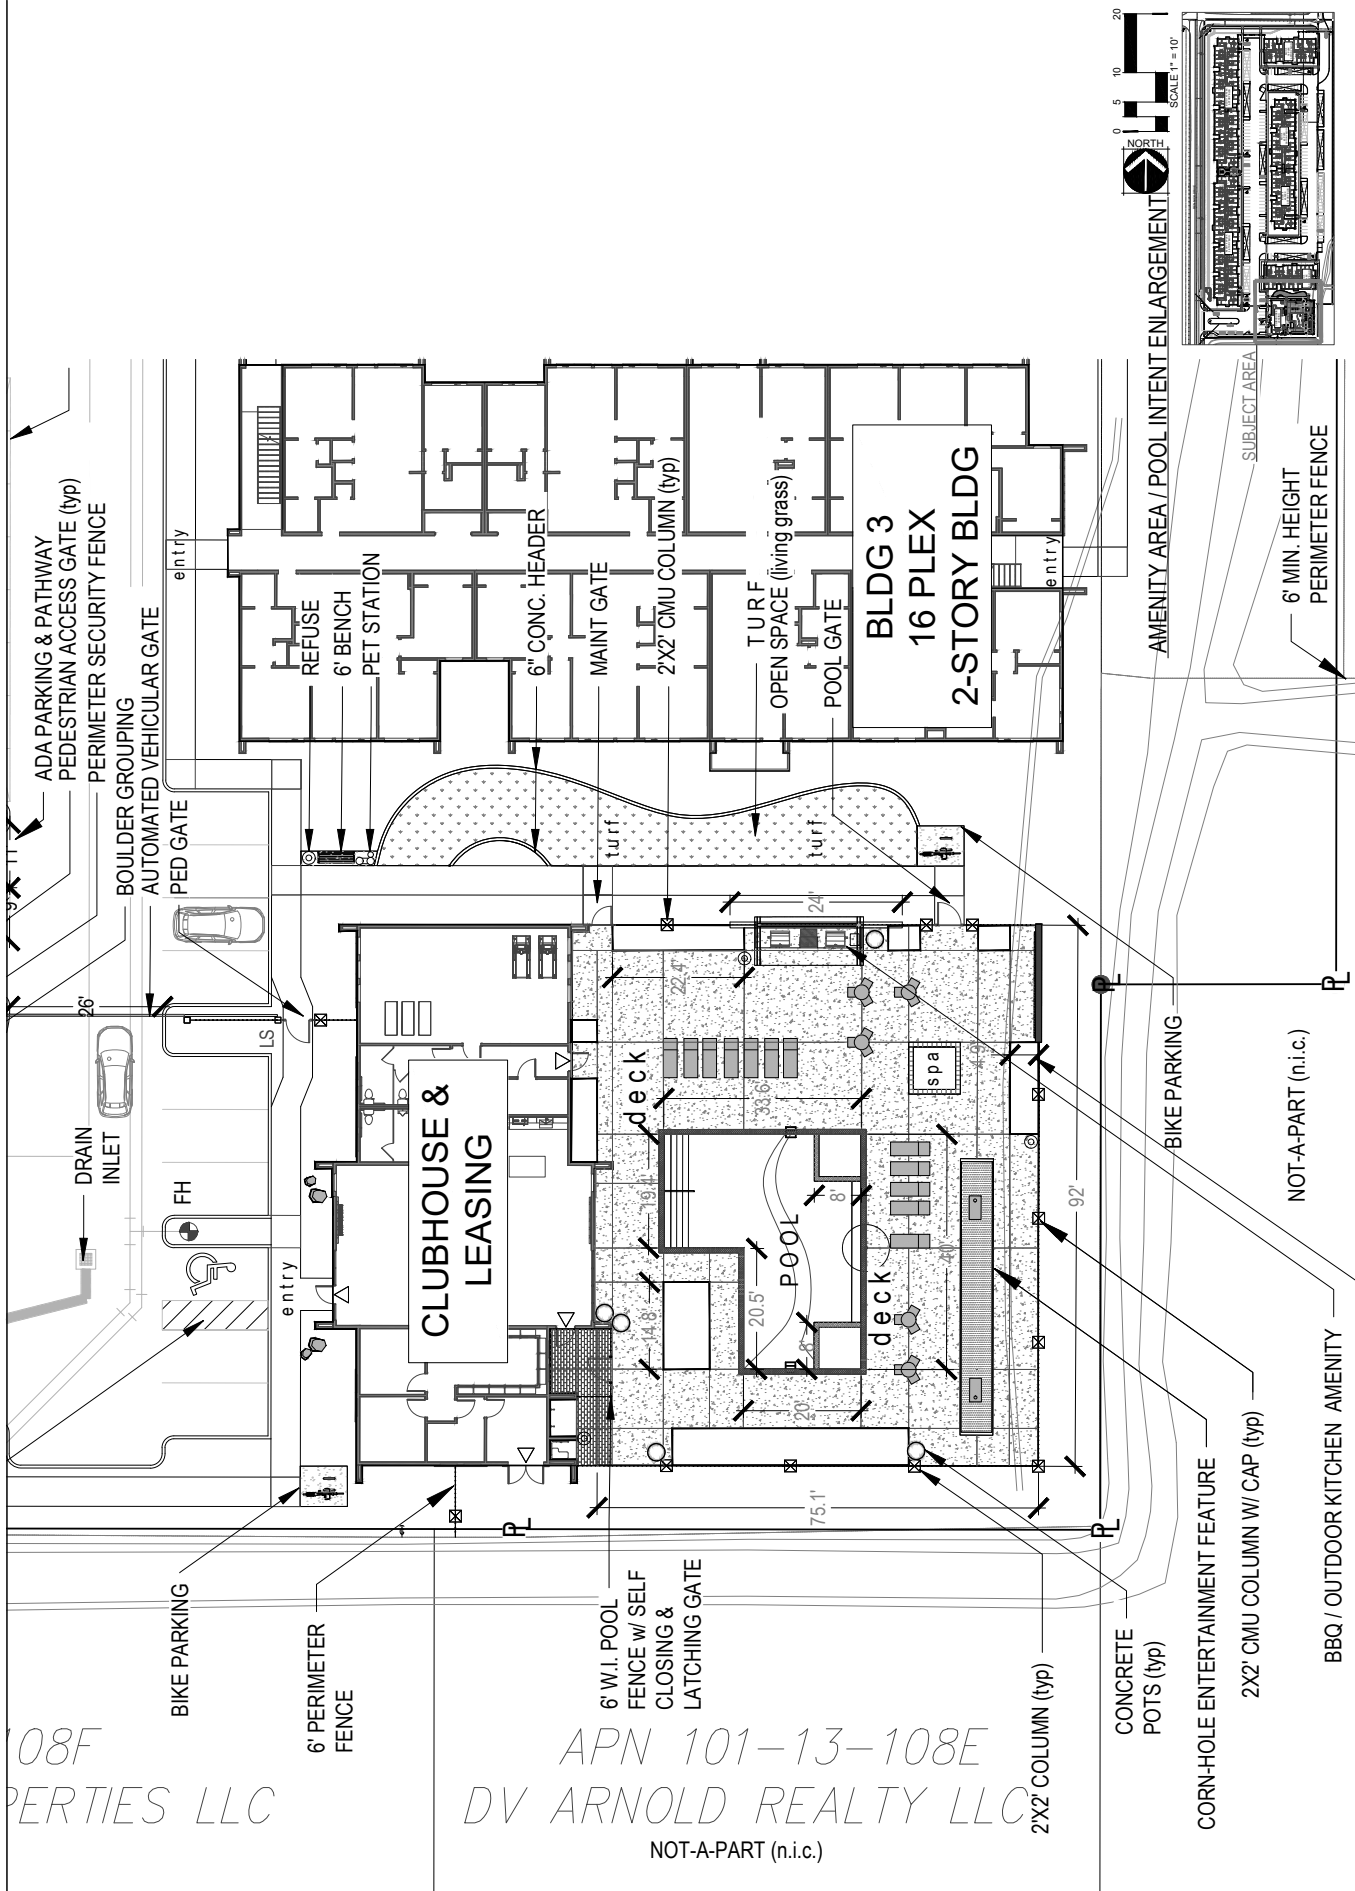 ADA PARKING & PATHWAY
PEDESTRIAN ACCESS GATE (typ)
PERIMETER SECURITY FENCE
BOULDER GROUPING
AUTOMATED VEHICULAR GATE
PED GATE
26'
LS
DRAIN
INLET
FH
entry
entry
REFUSE
6' BENCH
PET STATION
6" CONC. HEADER
MAINT GATE
2'X2' CMU COLUMN (typ)
TURF
OPEN SPACE (living grass)
POOL GATE
turf
turf
BLDG 3
16 PLEX
2-STORY BLDG
entry
CLUBHOUSE &
LEASING
deck
22.4'
24'
33.6'
spa
19.4'
8'
POOL
20.5'
14.8'
8'
20'
deck
40'
92'
75.1'
BIKE PARKING
6' PERIMETER
FENCE
6' W.I. POOL
FENCE w/ SELF
CLOSING &
LATCHING GATE
2'X2' COLUMN (typ)
CONCRETE
POTS (typ)
CORN-HOLE ENTERTAINMENT FEATURE
2X2' CMU COLUMN W/ CAP (typ)
BBQ / OUTDOOR KITCHEN AMENITY
BIKE PARKING
NOT-A-PART (n.i.c.)
6' MIN. HEIGHT
PERIMETER FENCE
PL
PL
PL
PL
108F
PERTIES LLC
APN 101-13-108E
DV ARNOLD REALTY LLC
NOT-A-PART (n.i.c.)
AMENITY AREA / POOL INTENT ENLARGEMENT
SUBJECT AREA
NORTH
0 5 10 20
SCALE 1" = 10'